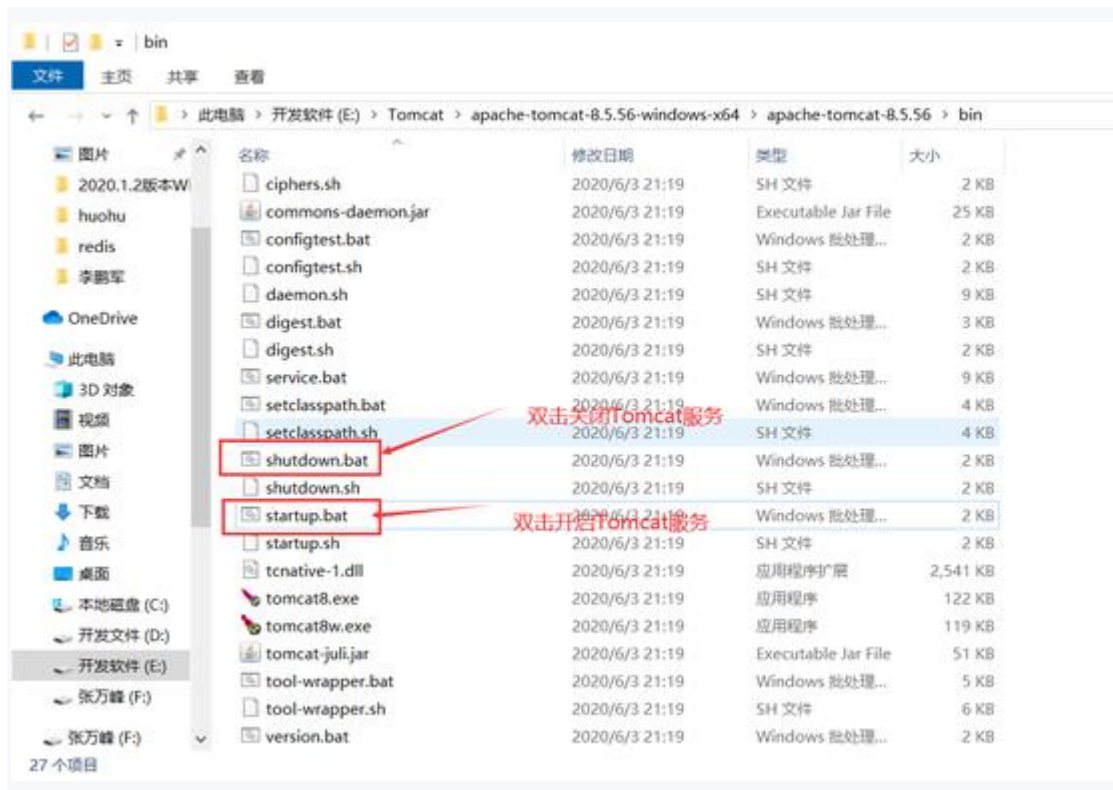 bin
文件 主页 共享 查看
此电脑 > 开发软件 (E:) > Tomcat > apache-tomcat-8.5.56-windows-x64 > apache-tomcat-8.5.56 > bin
名称 修改日期 类型 大小
图片
2020.1.2版本W
huohu
redis
李鹏军
OneDrive
此电脑
3D 对象
视频
图片
文档
下载
音乐
桌面
本地磁盘 (C:)
开发文件 (D:)
开发软件 (E:)
张万峰 (F:)
张万峰 (F:)
ciphers.sh 2020/6/3 21:19 SH 文件 2 KB
commons-daemon.jar 2020/6/3 21:19 Executable Jar File 25 KB
configtest.bat 2020/6/3 21:19 Windows 批处理... 2 KB
configtest.sh 2020/6/3 21:19 SH 文件 2 KB
daemon.sh 2020/6/3 21:19 SH 文件 9 KB
digest.bat 2020/6/3 21:19 Windows 批处理... 3 KB
digest.sh 2020/6/3 21:19 SH 文件 2 KB
service.bat 2020/6/3 21:19 Windows 批处理... 9 KB
setclasspath.bat 2020/6/3 21:19 Windows 批处理... 4 KB
双击关闭Tomcat服务
setclasspath.sh 2020/6/3 21:19 SH 文件 4 KB
shutdown.bat 2020/6/3 21:19 Windows 批处理... 2 KB
shutdown.sh 2020/6/3 21:19 SH 文件 2 KB
startup.bat 2020/6/3 21:19 Windows 批处理... 2 KB
双击开启Tomcat服务
startup.sh 2020/6/3 21:19 SH 文件 2 KB
tcnative-1.dll 2020/6/3 21:19 应用程序扩展 2,541 KB
tomcat8.exe 2020/6/3 21:19 应用程序 122 KB
tomcat8w.exe 2020/6/3 21:19 应用程序 119 KB
tomcat-juli.jar 2020/6/3 21:19 Executable Jar File 51 KB
tool-wrapper.bat 2020/6/3 21:19 Windows 批处理... 5 KB
tool-wrapper.sh 2020/6/3 21:19 SH 文件 6 KB
version.bat 2020/6/3 21:19 Windows 批处理... 2 KB
27 个项目